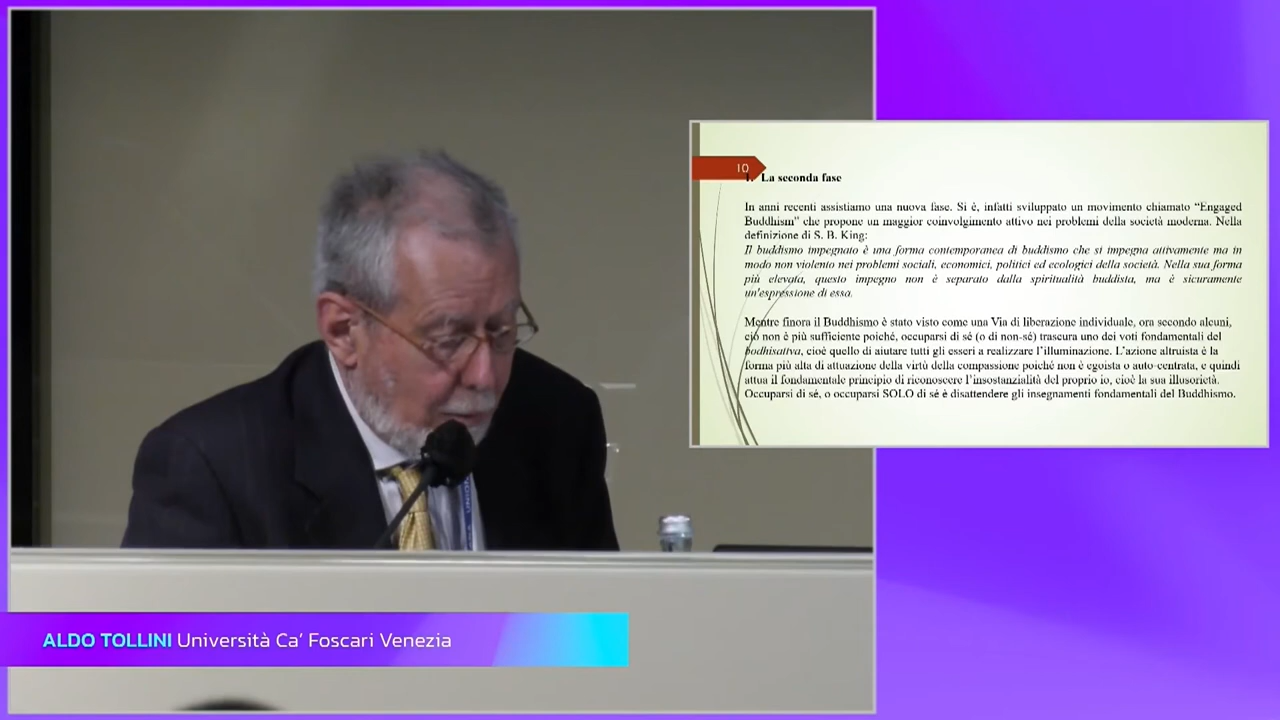 10
1. La seconda fase
In anni recenti assistiamo una nuova fase. Si è, infatti sviluppato un movimento chiamato “Engaged
Buddhism” che propone un maggior coinvolgimento attivo nei problemi della società moderna. Nella
definizione di S. B. King:
Il buddismo impegnato è una forma contemporanea di buddismo che si impegna attivamente ma in
modo non violento nei problemi sociali, economici, politici ed ecologici della società. Nella sua forma
più elevata, questo impegno non è separato dalla spiritualità buddista, ma è sicuramente
un'espressione di essa.
Mentre finora il Buddhismo è stato visto come una Via di liberazione individuale, ora secondo alcuni,
ciò non è più sufficiente poiché, occuparsi di sé (o di non-sé) trascura uno dei voti fondamentali del
bodhisattva, cioè quello di aiutare tutti gli esseri a realizzare l’illuminazione. L’azione altruista è la
forma più alta di attuazione della virtù della compassione poiché non è egoista o auto-centrata, e quindi
attua il fondamentale principio di riconoscere l’insostanzialità del proprio io, cioè la sua illusorietà.
Occuparsi di sé, o occuparsi SOLO di sé è disattendere gli insegnamenti fondamentali del Buddhismo.
ALDO TOLLINI Università Ca’ Foscari Venezia